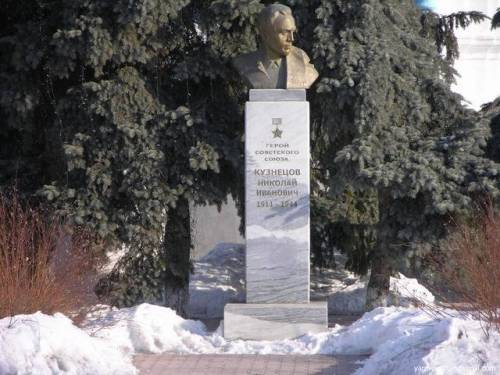 ГЕРОЙ
СОВЕТСКОГО
СОЮЗА
КУЗНЕЦОВ
НИКОЛАЙ
ИВАНОВИЧ
1911 - 1944